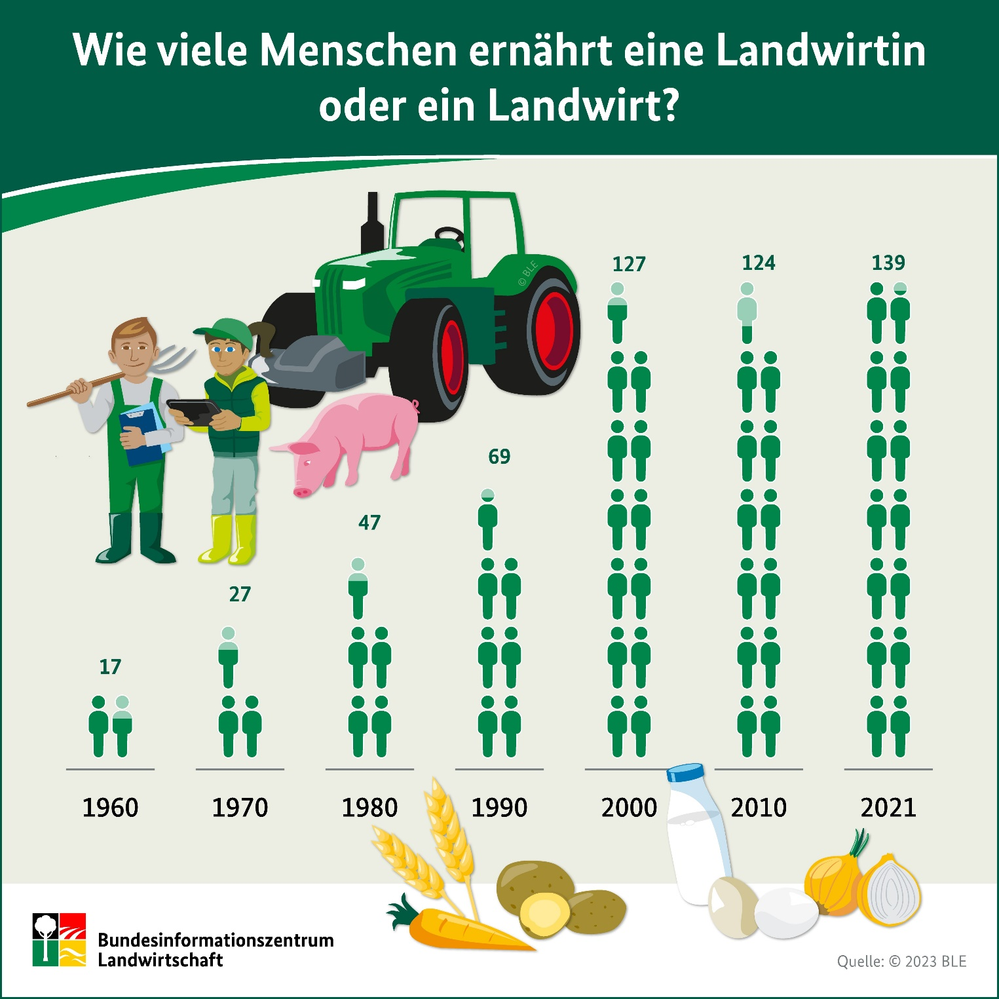 Wie viele Menschen ernährt eine Landwirtin
oder ein Landwirt?
© BLE
127
124
139
69
47
27
17
1960
1970
1980
1990
2000
2010
2021
Bundesinformationszentrum
Landwirtschaft
Quelle: © 2023 BLE